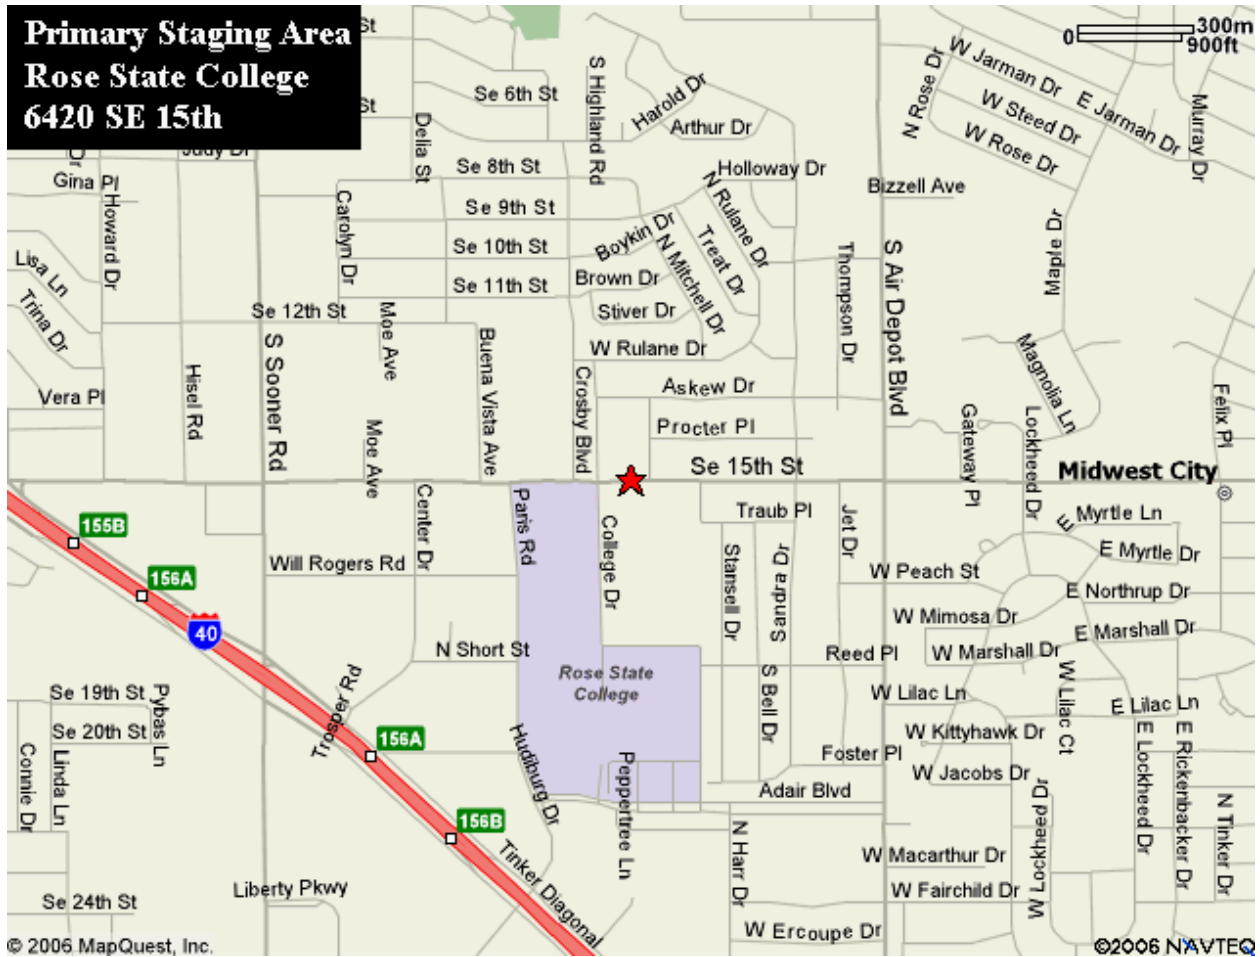 Primary Staging Area
Rose State College
6420 SE 15th
300m
0
900ft
St
St
Se 6th St
S Highland Rd
Harold Dr
Arthur Dr
N Rose Dr
W Jarman Dr
E Jarman Dr
W Steed Dr
W Rose Dr
Murray Dr
Delia St
Judy Dr
Dr
Gina Pl
Howard Dr
Se 8th St
Holloway Dr
Bizzell Ave
Carolyn Dr
Se 9th St
N Rulane Dr
Boykin Dr
Treat Dr
N Mitchell Dr
Se 10th St
Brown Dr
Se 11th St
Stiver Dr
Thompson Dr
S Air Depot Blvd
Maple Dr
Lisa Ln
Trina Dr
Se 12th St
Moe Ave
S Sooner Rd
Buena Vista Ave
W Rulane Dr
Magnolia Ln
Vera Pl
Hisel Rd
Crosby Blvd
Askew Dr
Felix Pl
Moe Ave
Procter Pl
Gateway Pl
Lockheed Dr
Se 15th St
Midwest City
155B
Center Dr
Paris Rd
College Dr
Traub Pl
Jet Dr
E Myrtle Ln
E Myrtle Dr
156A
Will Rogers Rd
Stansell Dr
Sandra Dr
W Peach St
E Northrup Dr
W Mimosa Dr
E Marshall Dr
40
N Short St
Reed Pl
W Marshall Dr
Rose State
College
Se 19th St
Pybas Ln
Trosper Rd
S Bell Dr
W Lilac Ln
W Lilac Ct
E Lilac Ln
Se 20th St
156A
Hudiburg Dr
Foster Pl
W Kittyhawk Dr
Connie Dr
Linda Ln
Peppertree Ln
Adair Blvd
W Jacobs Dr
E Lockheed Dr
E Rickenbacker Dr
N Tinker Dr
156B
N Harr Dr
W Lockheed Dr
W Macarthur Dr
Tinker Diagonal
Liberty Pkwy
W Fairchild Dr
Se 24th St
W Ercoupe Dr
© 2006 MapQuest, Inc.
©2006 NAVTEQ